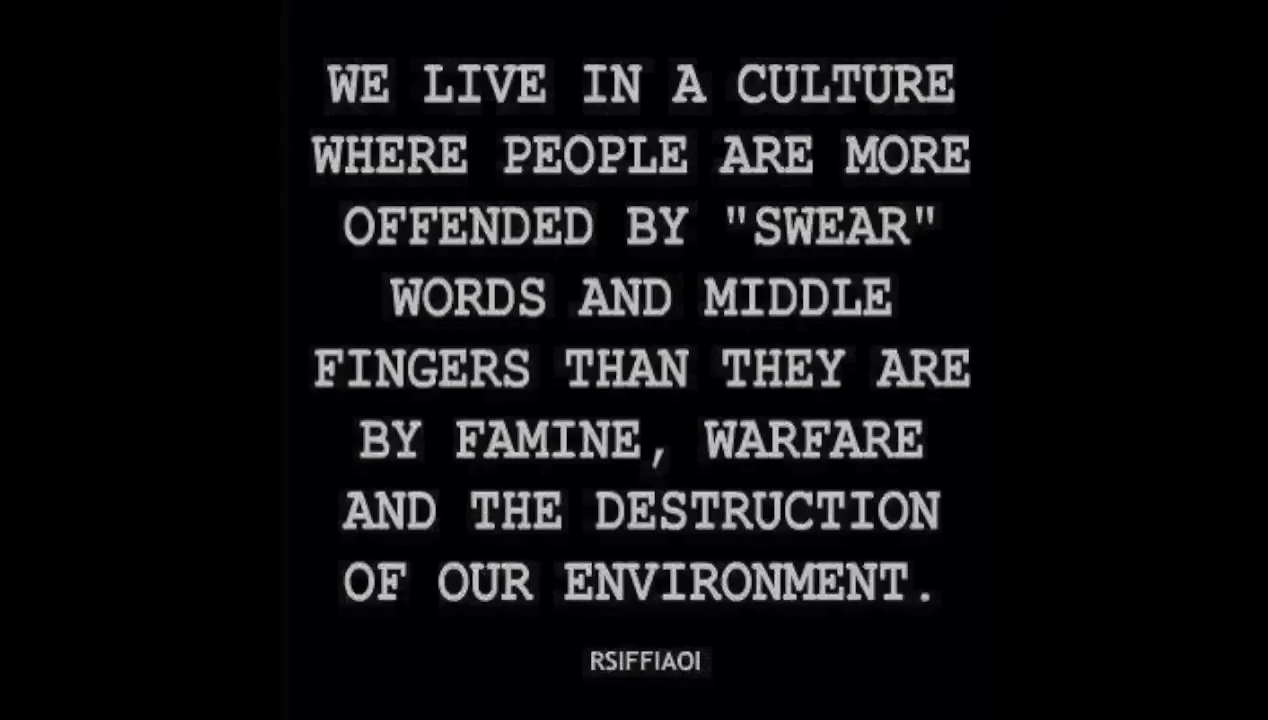 WE LIVE IN A CULTURE
WHERE PEOPLE ARE MORE
OFFENDED BY "SWEAR"
WORDS AND MIDDLE
FINGERS THAN THEY ARE
BY FAMINE, WARFARE
AND THE DESTRUCTION
OF OUR ENVIRONMENT.
RSIFFIAOI